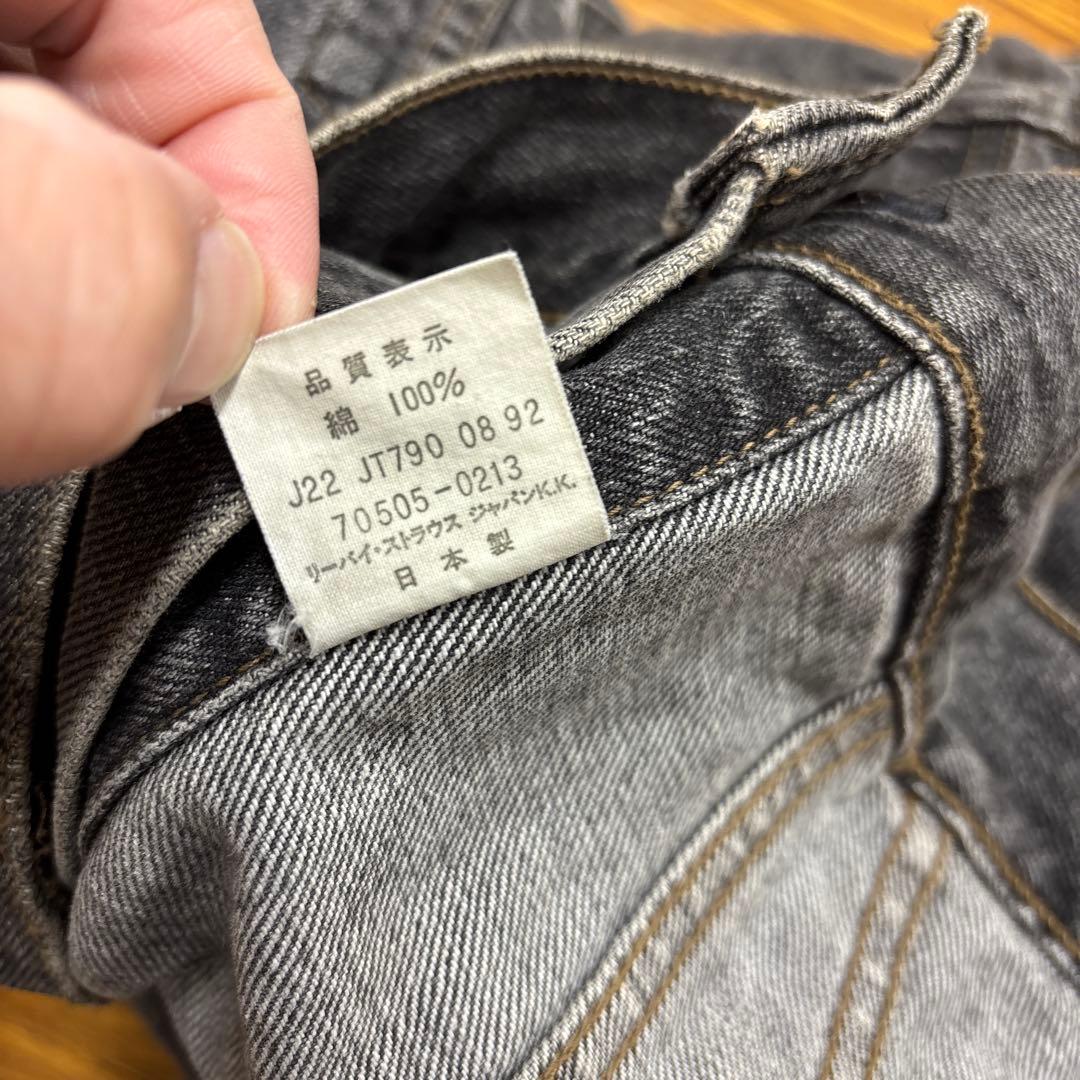 品質表示
綿 100%
J22 JT790 08 92
70505-0213
リーバイ・ストラウス ジャパンK.K.
日本製